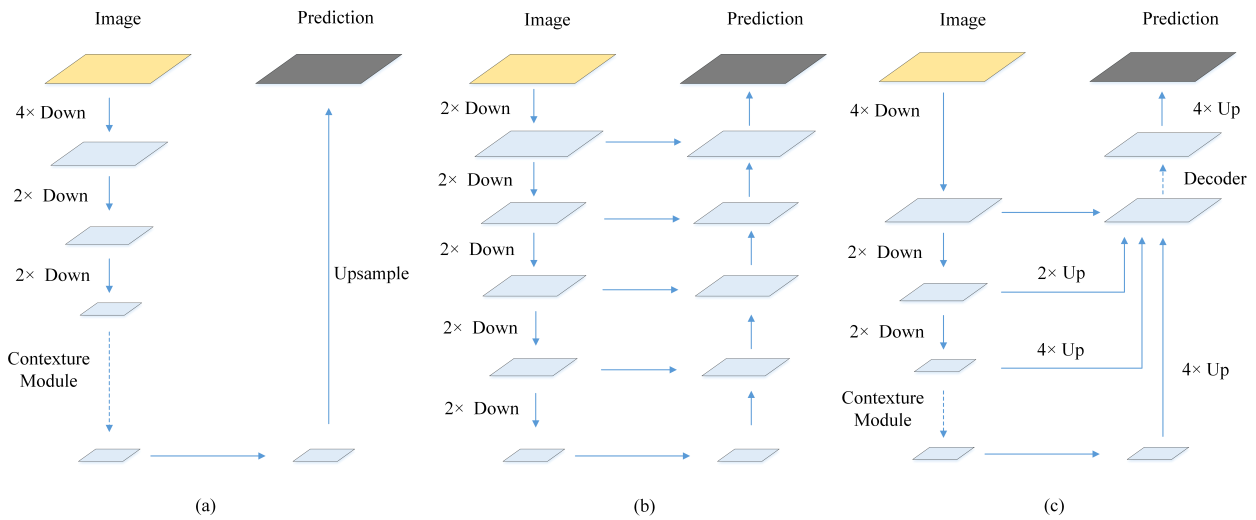 Image
Prediction
4× Down
2× Down
2× Down
Contexture
Module
Upsample
(a)
Image
Prediction
2× Down
2× Down
2× Down
2× Down
2× Down
(b)
Image
Prediction
4× Down
4× Up
Decoder
2× Down
2× Up
2× Down
4× Up
4× Up
Contexture
Module
(c)